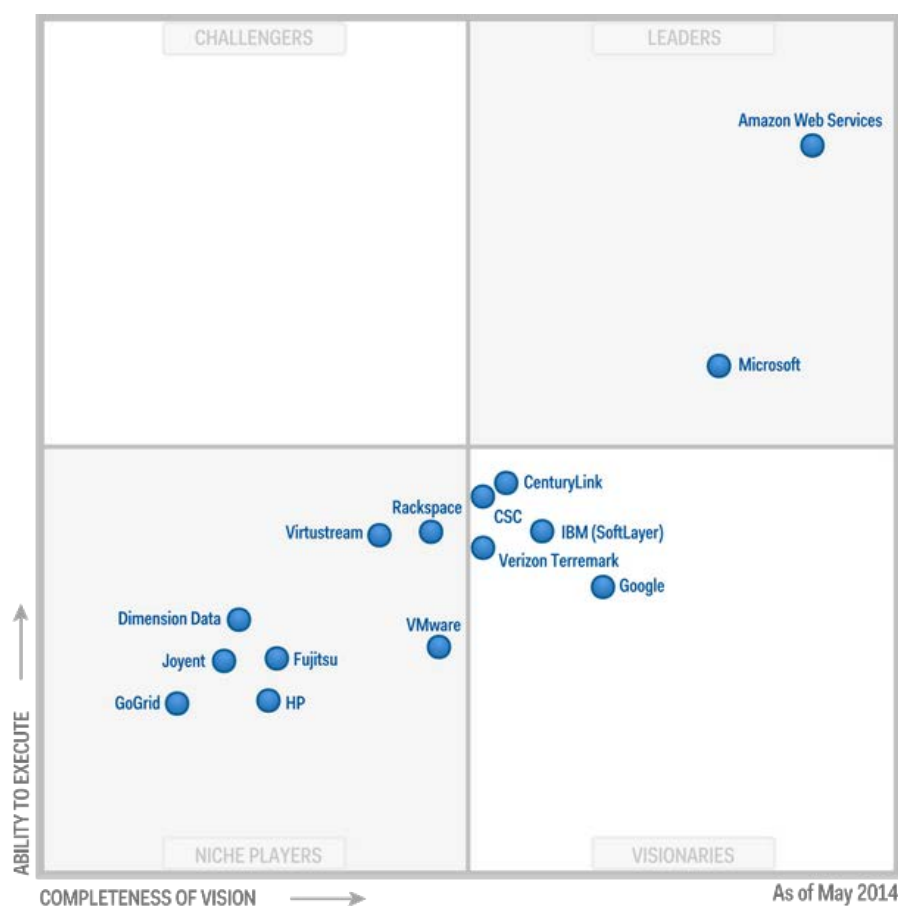 CHALLENGERS
LEADERS
Amazon Web Services
Microsoft
CenturyLink
CSC
Rackspace
Virtustream
IBM (SoftLayer)
Verizon Terremark
Google
Dimension Data
VMware
Joyent
Fujitsu
GoGrid
HP
ABILITY TO EXECUTE
NICHE PLAYERS
VISIONARIES
COMPLETENESS OF VISION
As of May 2014